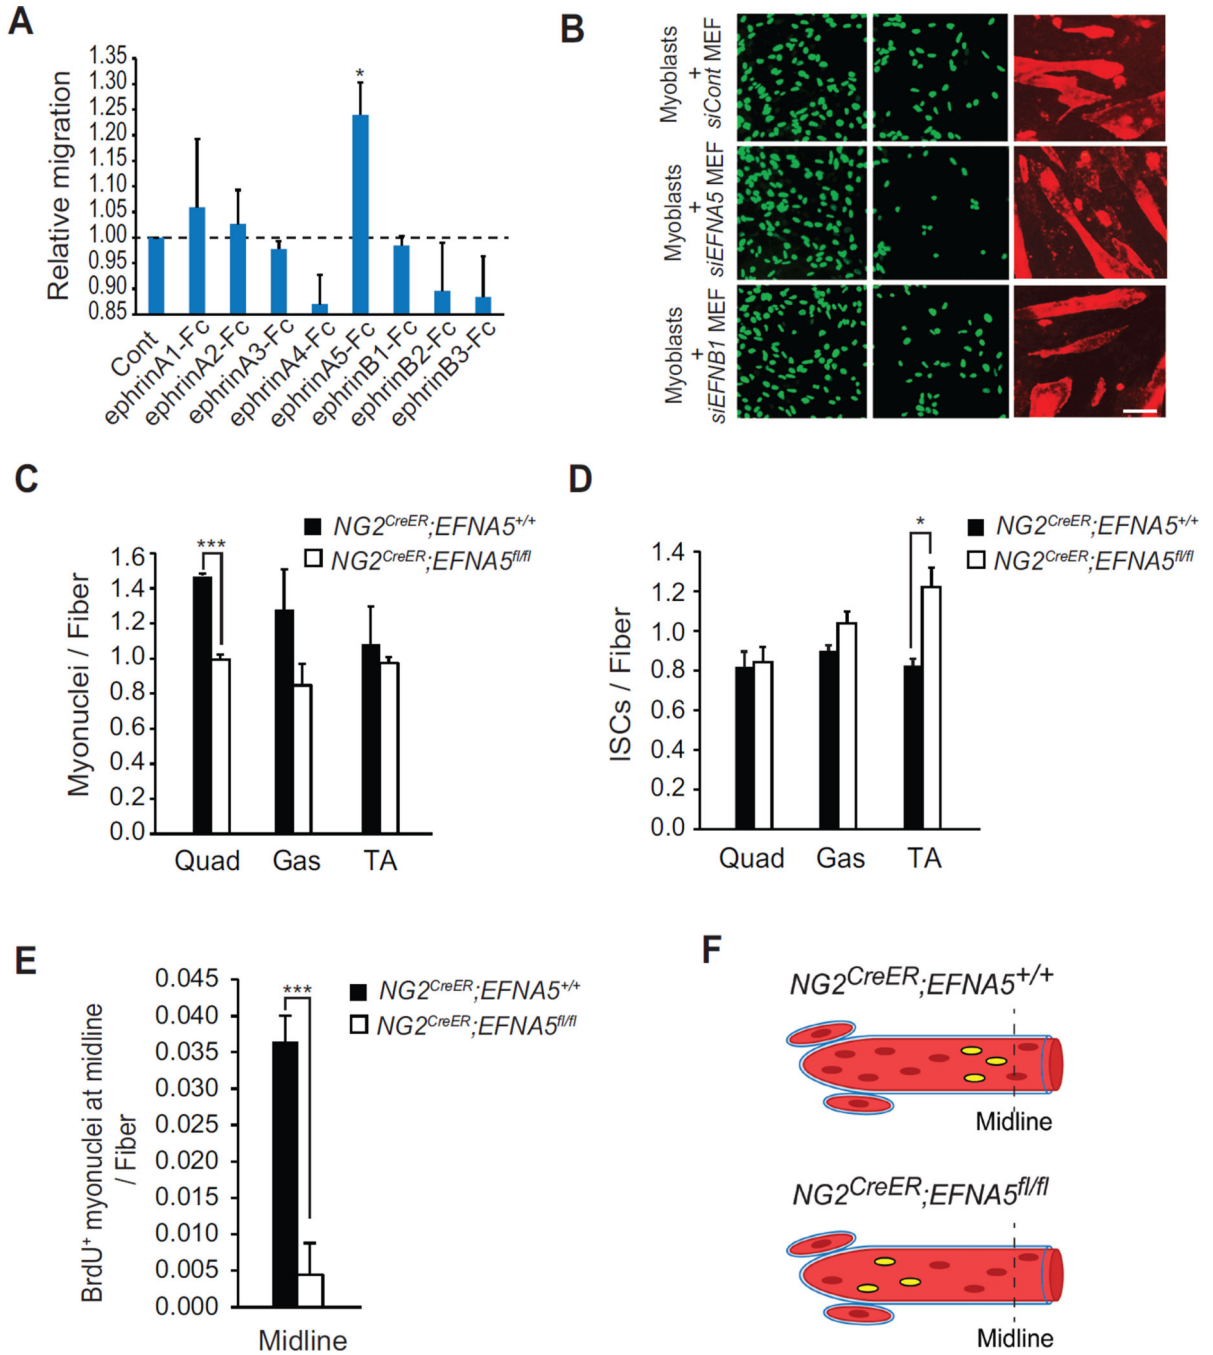 A
1.35
1.30
1.25
1.20
1.15
1.10
1.05
1.00
0.95
0.90
0.85
Relative migration
*
Cont
ephrinA1-Fc
ephrinA2-Fc
ephrinA3-Fc
ephrinA4-Fc
ephrinA5-Fc
ephrinB1-Fc
ephrinB2-Fc
ephrinB3-Fc
B
Myoblasts
+
siCont MEF
Myoblasts
+
siEFNA5 MEF
Myoblasts
+
siEFNB1 MEF
C
NG2CreER;EFNA5+/+
NG2CreER;EFNA5fl/fl
***
1.6
1.4
1.2
1.0
0.8
0.6
0.4
0.2
0.0
Myonuclei / Fiber
Quad
Gas
TA
D
NG2CreER;EFNA5+/+
NG2CreER;EFNA5fl/fl
*
1.4
1.2
1.0
0.8
0.6
0.4
0.2
0.0
ISCs / Fiber
Quad
Gas
TA
E
NG2CreER;EFNA5+/+
NG2CreER;EFNA5fl/fl
***
0.045
0.040
0.035
0.030
0.025
0.020
0.015
0.010
0.005
0.000
BrdU+ myonuclei at midline
/ Fiber
Midline
F
NG2CreER;EFNA5+/+
Midline
NG2CreER;EFNA5fl/fl
Midline